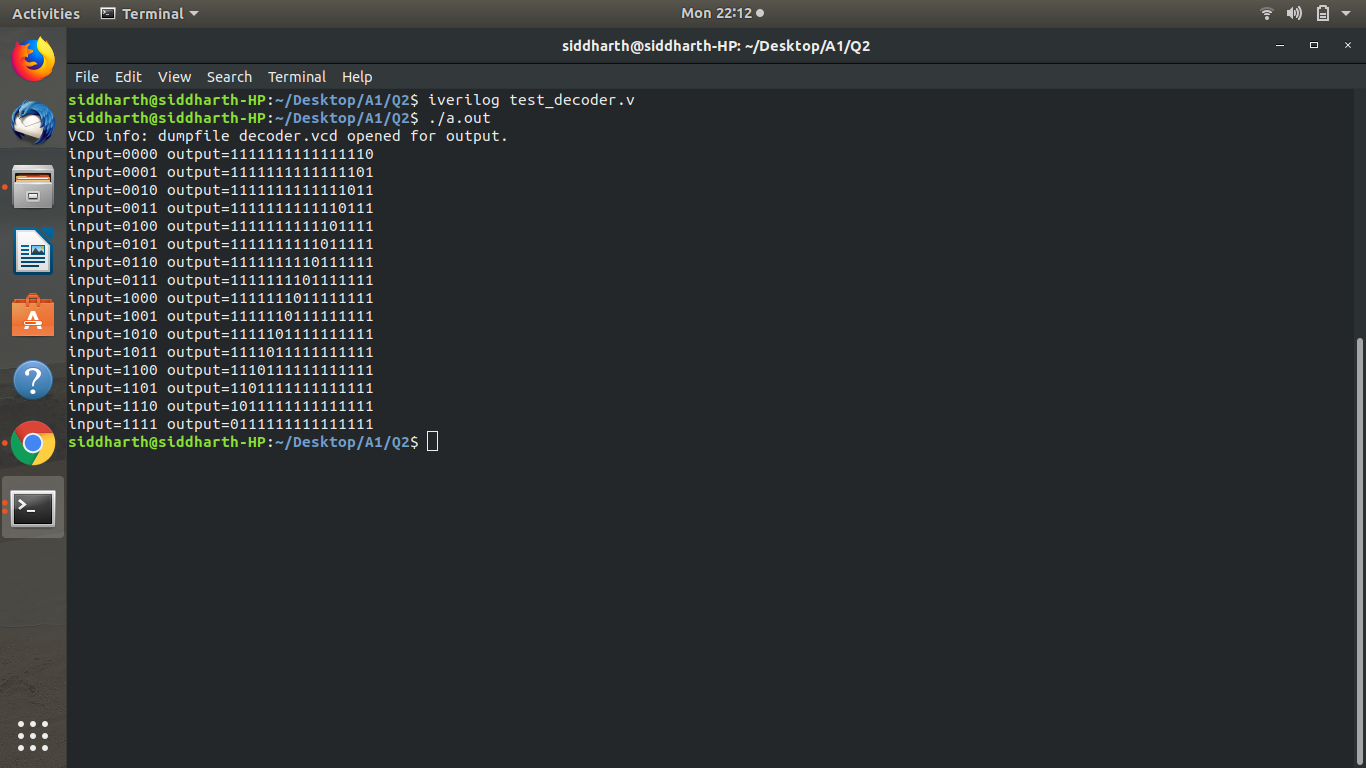 Activities Terminal Mon 22:12
siddharth@siddharth-HP: ~/Desktop/A1/Q2
File Edit View Search Terminal Help
siddharth@siddharth-HP:~/Desktop/A1/Q2$ iverilog test_decoder.v
siddharth@siddharth-HP:~/Desktop/A1/Q2$ ./a.out
VCD info: dumpfile decoder.vcd opened for output.
input=0000 output=1111111111111110
input=0001 output=1111111111111101
input=0010 output=1111111111111011
input=0011 output=1111111111110111
input=0100 output=1111111111101111
input=0101 output=1111111111011111
input=0110 output=1111111110111111
input=0111 output=1111111101111111
input=1000 output=1111111011111111
input=1001 output=1111110111111111
input=1010 output=1111101111111111
input=1011 output=1111011111111111
input=1100 output=1110111111111111
input=1101 output=1101111111111111
input=1110 output=1011111111111111
input=1111 output=0111111111111111
siddharth@siddharth-HP:~/Desktop/A1/Q2$